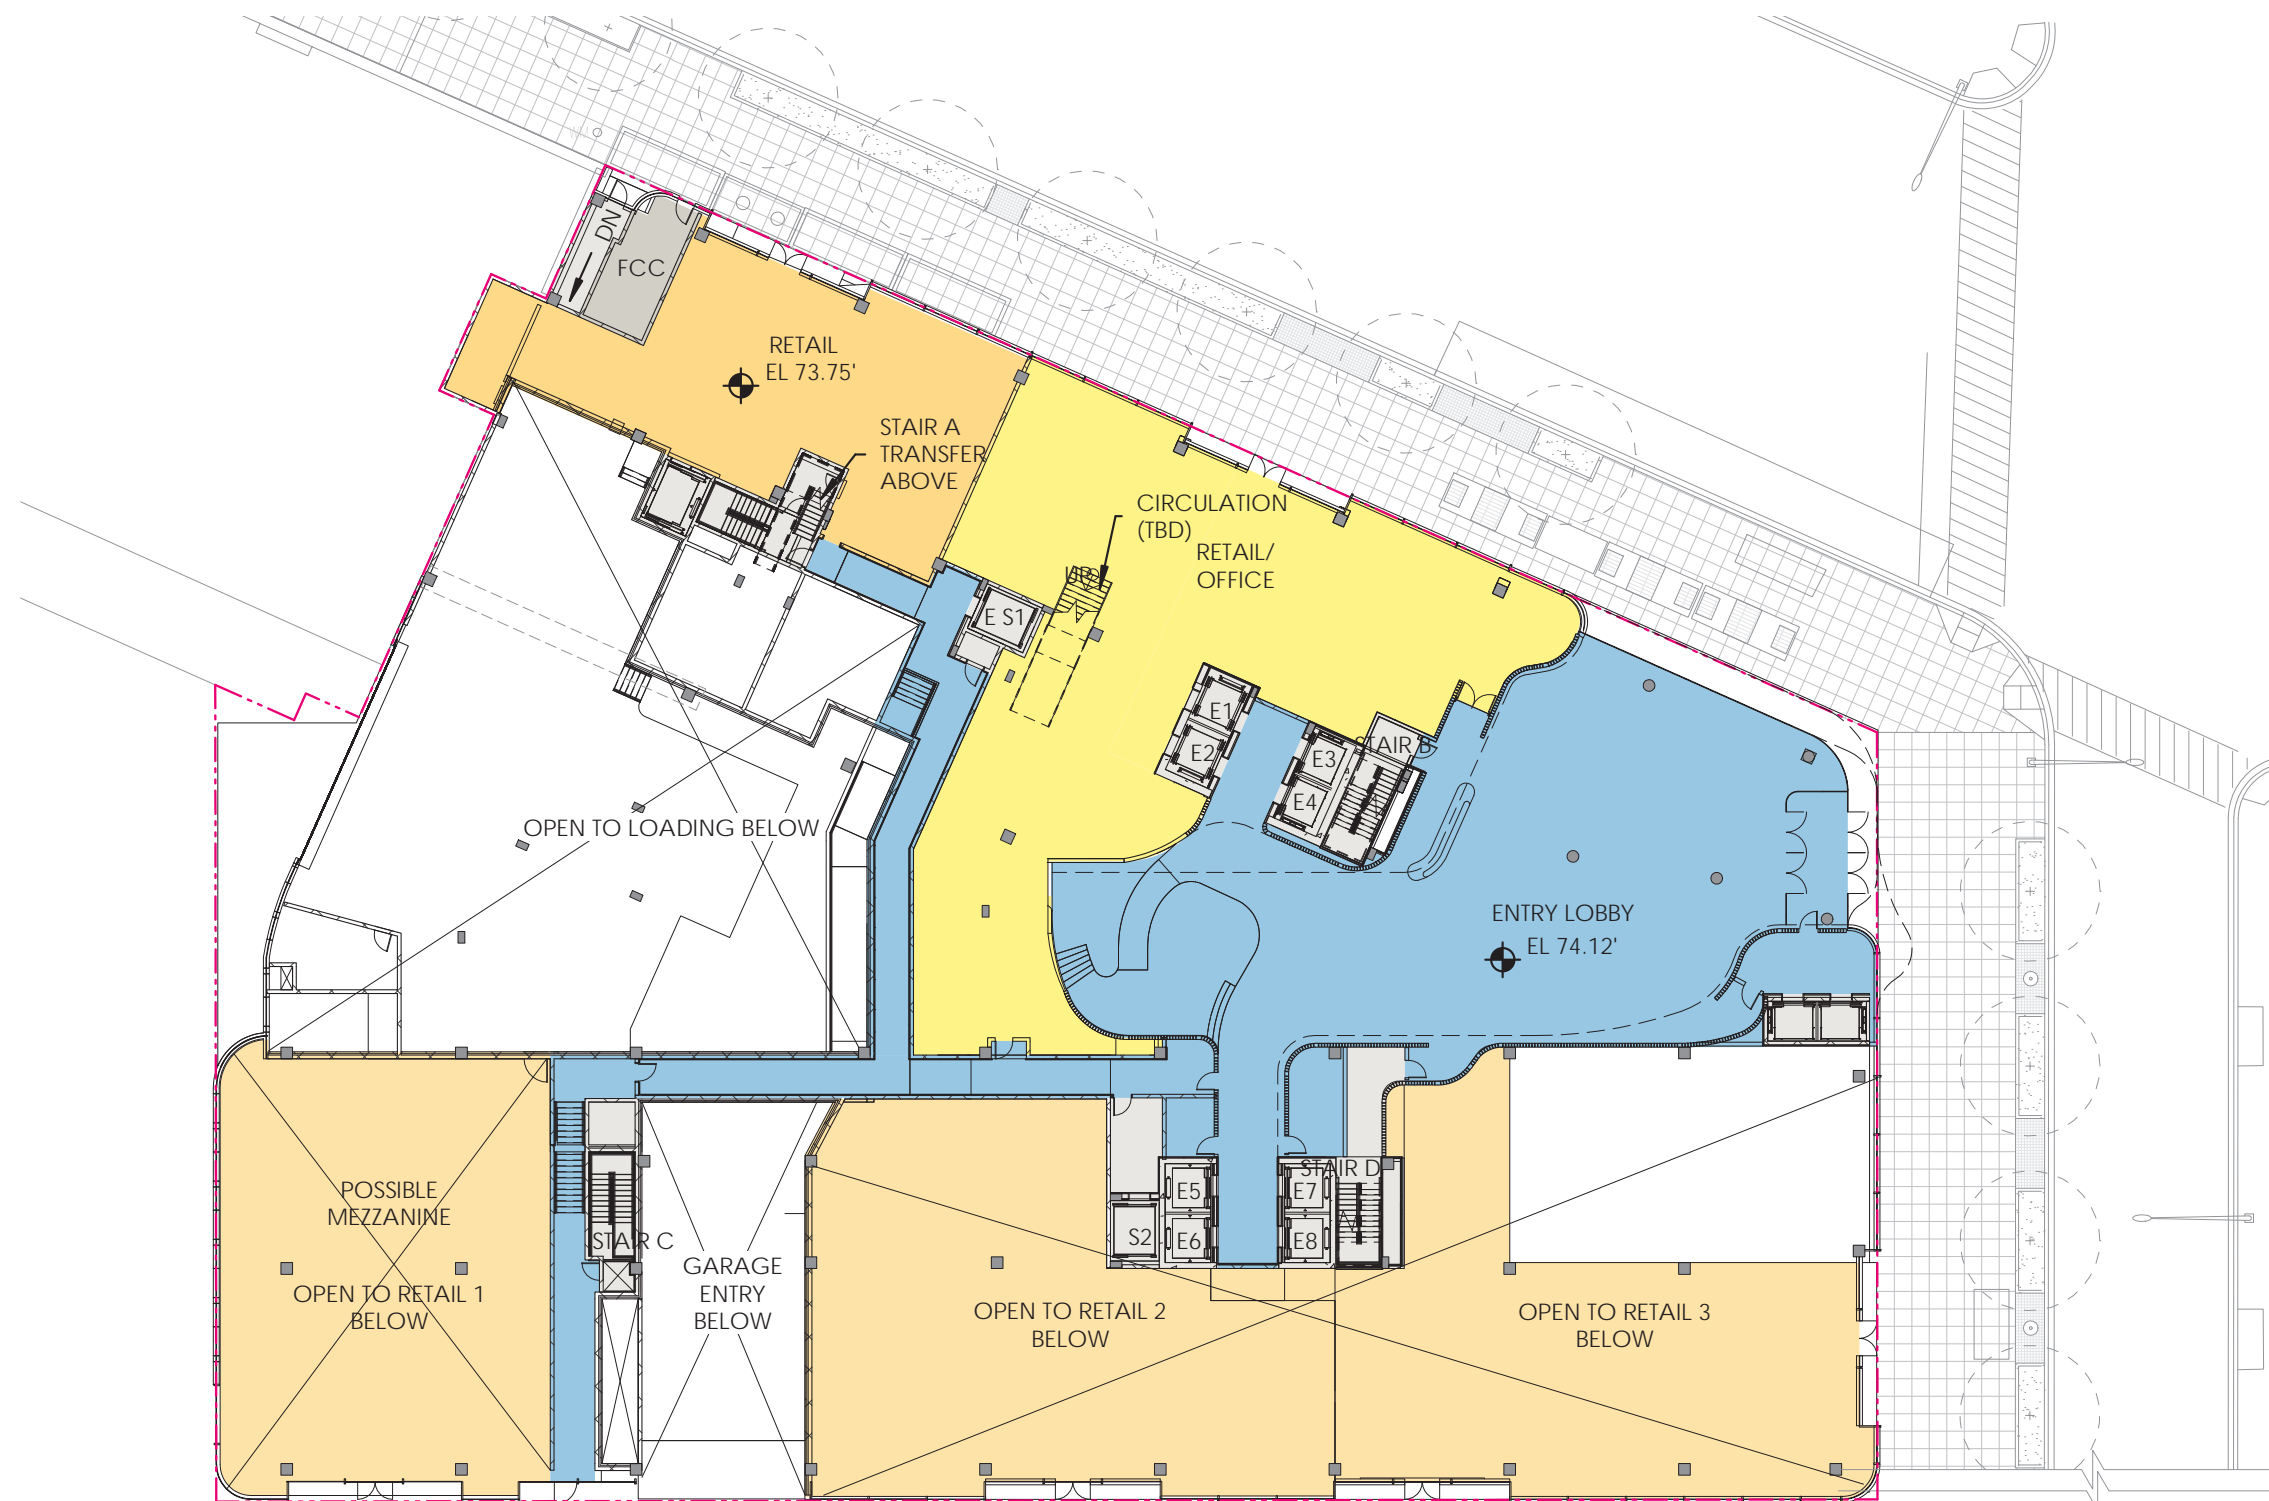 DN
FCC
RETAIL
EL 73.75'
STAIR A
TRANSFER
ABOVE
CIRCULATION
(TBD)
RETAIL/
OFFICE
UP
E S1
E1
E2
STAIR B
E3
E4
OPEN TO LOADING BELOW
ENTRY LOBBY
EL 74.12'
POSSIBLE
MEZZANINE
STAIR C
OPEN TO RETAIL 1
BELOW
GARAGE
ENTRY
BELOW
STAIR D
E5
E7
S2
E6
E8
OPEN TO RETAIL 2
BELOW
OPEN TO RETAIL 3
BELOW